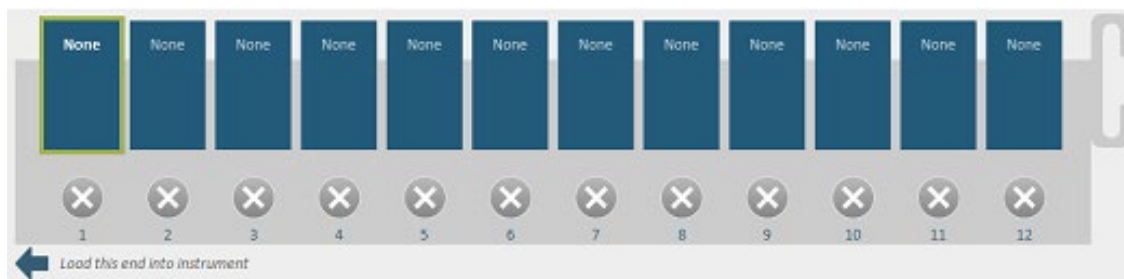 None None None None None None None None None None None None
1 2 3 4 5 6 7 8 9 10 11 12
Load this end into instrument